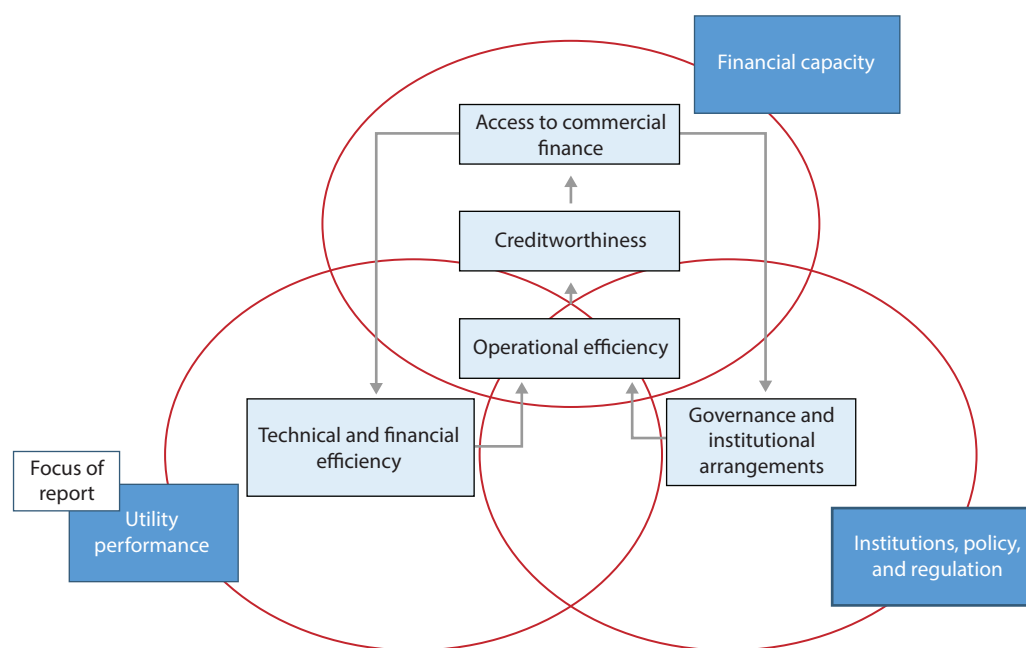 Financial capacity
Access to commercial
finance
Creditworthiness
Operational efficiency
Technical and financial
efficiency
Governance and
institutional
arrangements
Focus of
report
Utility
performance
Institutions, policy,
and regulation